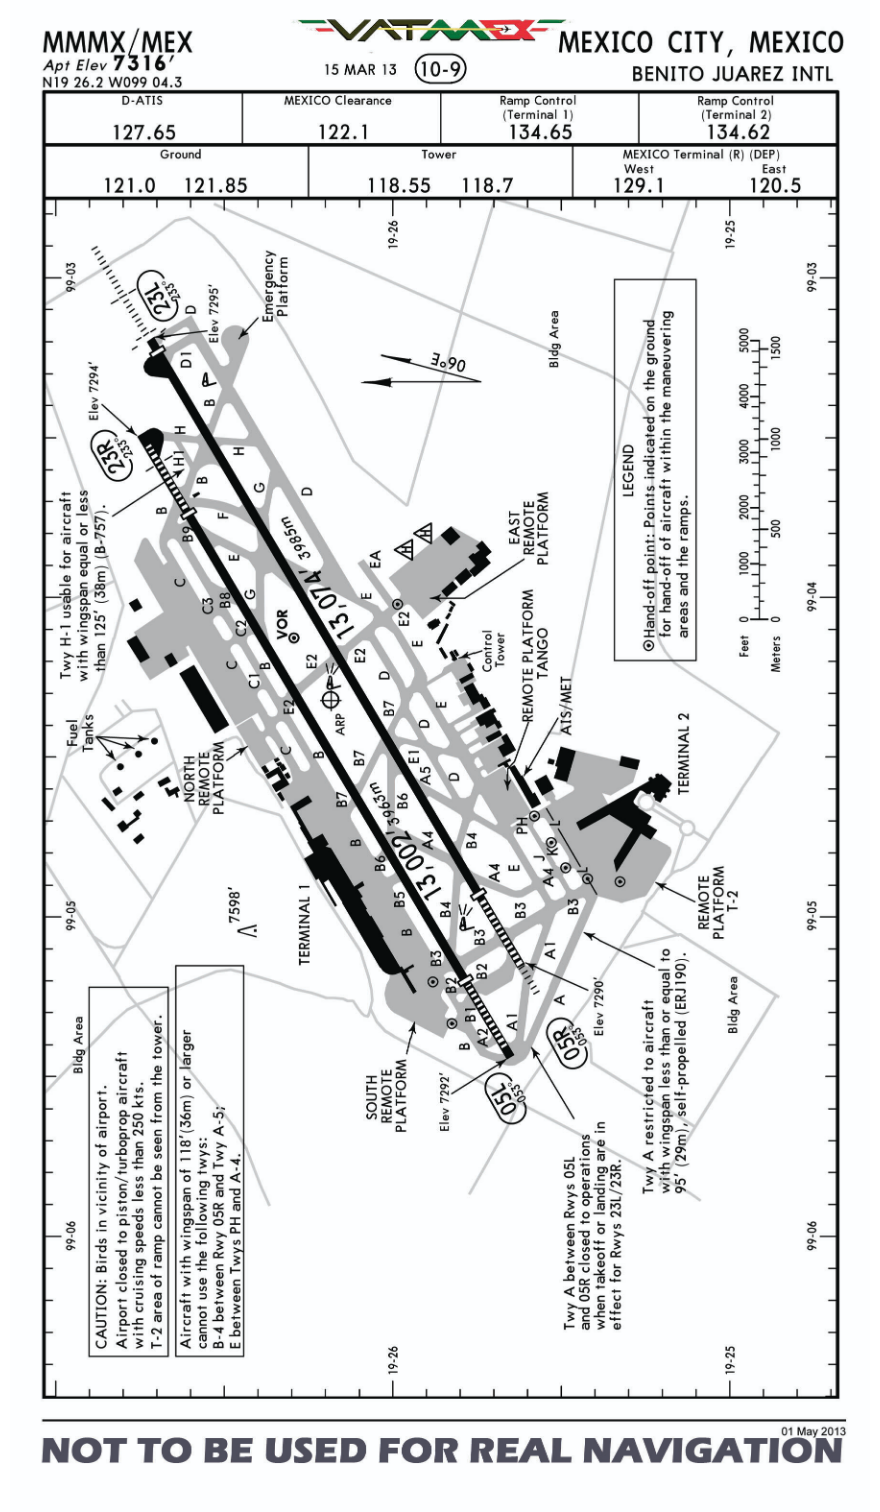 VATMEX
MMMX/MEX
Apt Elev 7316'
N19 26.2 W099 04.3
15 MAR 13
10-9
MEXICO CITY, MEXICO
BENITO JUAREZ INTL
D-ATIS
127.65
MEXICO Clearance
122.1
Ramp Control
(Terminal 1)
134.65
Ramp Control
(Terminal 2)
134.62
Ground
121.0 121.85
Tower
118.55 118.7
MEXICO Terminal (R) (DEP)
West East
129.1 120.5
19-26
19-25
99-03
99-03
23L
233°
D
Elev 7295'
Emergency
Platform
D1
B
Elev 7294'
23R
233°
06°E
Bldg Area
H
H1
H
B
B
G
D
F
B9
E
Twy H-1 usable for aircraft
with wingspan equal or less
than 125' (38m) (B-757).
C
C3
B8
G
C2
C
B
C1
E2
VOR
E2
E2
ARP
13,074' 3985m
EA
E
E2
E
EAST
REMOTE
PLATFORM
Control
Tower
REMOTE PLATFORM
TANGO
AIS/MET
TERMINAL 2
LEGEND
Hand-off point: Points indicated on the ground
for hand-off of aircraft within the maneuvering
areas and the ramps.
Feet 0 1000 2000 3000 4000 5000
Meters 0 500 1000 1500
99-04
99-04
Fuel
Tanks
NORTH
REMOTE
PLATFORM
C
B
B7
B7
B7
D
D
E
E1
A5
D
B6
B
B6
A4
B4
PH
L
K
J
E
A4
A4
L
B5
B
B4
B3
B3
B3
B3
B2
B2
B1
B
A2
A1
A1
A
13,002' 3963m
TERMINAL 1
7598'
99-05
99-05
REMOTE
PLATFORM
T-2
Bldg Area
Bldg Area
SOUTH
REMOTE
PLATFORM
Elev 7292'
05L
053°
05R
053°
Elev 7290'
Twy A restricted to aircraft
with wingspan less than or equal to
95' (29m), self-propelled (ERJ190).
Twy A between Rwys 05L
and 05R closed to operations
when takeoff or landing are in
effect for Rwys 23L/23R.
CAUTION: Birds in vicinity of airport.
Airport closed to piston/turboprop aircraft
with cruising speeds less than 250 kts.
T-2 area of ramp cannot be seen from the tower.
Aircraft with wingspan of 118'(36m) or larger
cannot use the following twys:
B-4 between Rwy 05R and Twy A-5;
E between Twys PH and A-4.
99-06
99-06
19-26
19-25
01 May 2013
NOT TO BE USED FOR REAL NAVIGATION